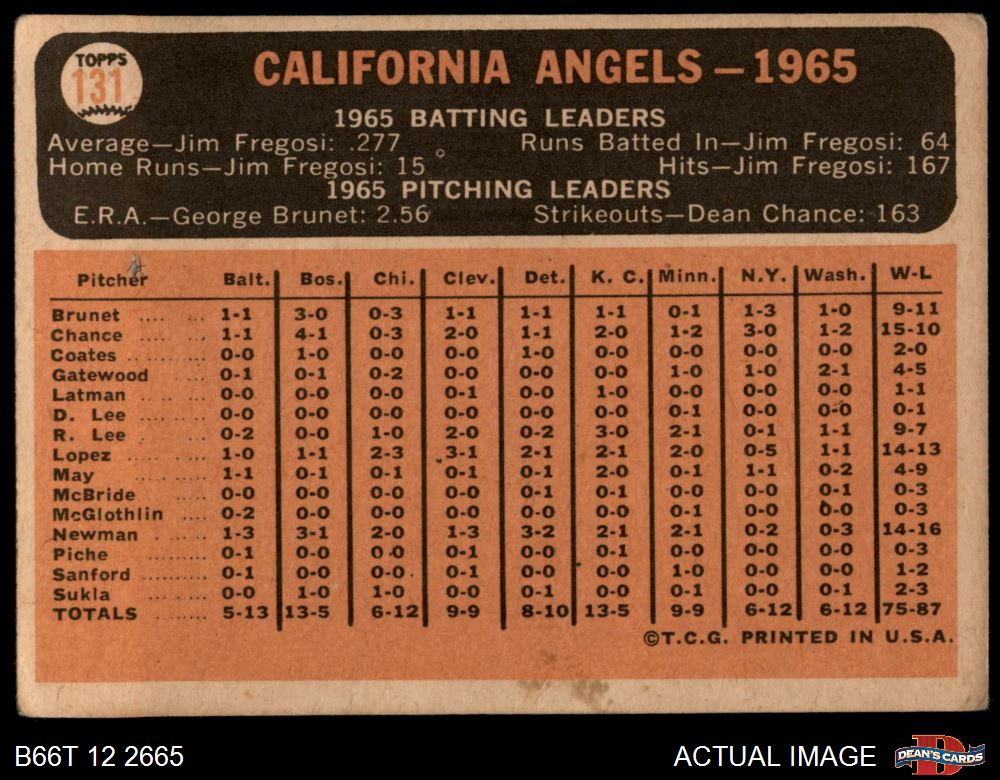 TOPPS
131
CALIFORNIA ANGELS — 1965
1965 BATTING LEADERS
Average—Jim Fregosi: .277 Runs Batted In—Jim Fregosi: 64
Home Runs—Jim Fregosi: 15 Hits—Jim Fregosi: 167
1965 PITCHING LEADERS
E.R.A.—George Brunet: 2.56 Strikeouts—Dean Chance: 163
Pitcher Balt. Bos. Chi. Clev. Det. K. C. Minn. N.Y. Wash. W-L
Brunet .... ..... 1-1 3-0 0-3 1-1 1-1 1-1 0-1 1-3 1-0 9-11
Chance ..... ..... 1-1 4-1 0-3 2-0 1-1 2-0 1-2 3-0 1-2 15-10
Coates .. ........ 0-0 1-0 0-0 0-0 1-0 0-0 0-0 0-0 0-0 2-0
Gatewood ..... 0-1 0-1 0-2 0-0 0-0 0-0 1-0 1-0 2-1 4-5
Latman .... ..... 0-0 0-0 0-0 0-1 0-0 1-0 0-0 0-0 0-0 1-1
D. Lee .... ..... 0-0 0-0 0-0 0-0 0-0 0-0 0-1 0-0 0-0 0-1
R. Lee . ..... 0-2 0-0 1-0 2-0 0-2 3-0 2-1 0-1 1-1 9-7
Lopez .... ...... 1-0 1-1 2-3 3-1 2-1 2-1 2-0 0-5 1-1 14-13
May ..... ...... 1-1 0-1 0-1 0-1 0-1 2-0 0-1 1-1 0-2 4-9
McBride ...... 0-0 0-0 0-0 0-0 0-1 0-1 0-0 0-0 0-1 0-3
McGlothlin .... 0-2 0-0 0-0 0-0 0-0 0-0 0-1 0-0 0-0 0-3
Newman . ...... 1-3 3-1 2-0 1-3 3-2 2-1 2-1 0-2 0-3 14-16
Piche ........... 0-1 0-0 0-0 0-1 0-0 0-1 0-0 0-0 0-0 0-3
Sanford ......... 0-1 0-0 0-0 0-1 0-0 0-0 1-0 0-0 0-0 1-2
Sukla .... ...... 0-0 1-0 1-0 0-0 0-1 0-0 0-1 0-0 0-1 2-3
TOTALS ........ 5-13 13-5 6-12 9-9 8-10 13-5 9-9 6-12 6-12 75-87
©T.C.G. PRINTED IN U.S.A.
B66T 12 2665 ACTUAL IMAGE D DEAN'S CARDS